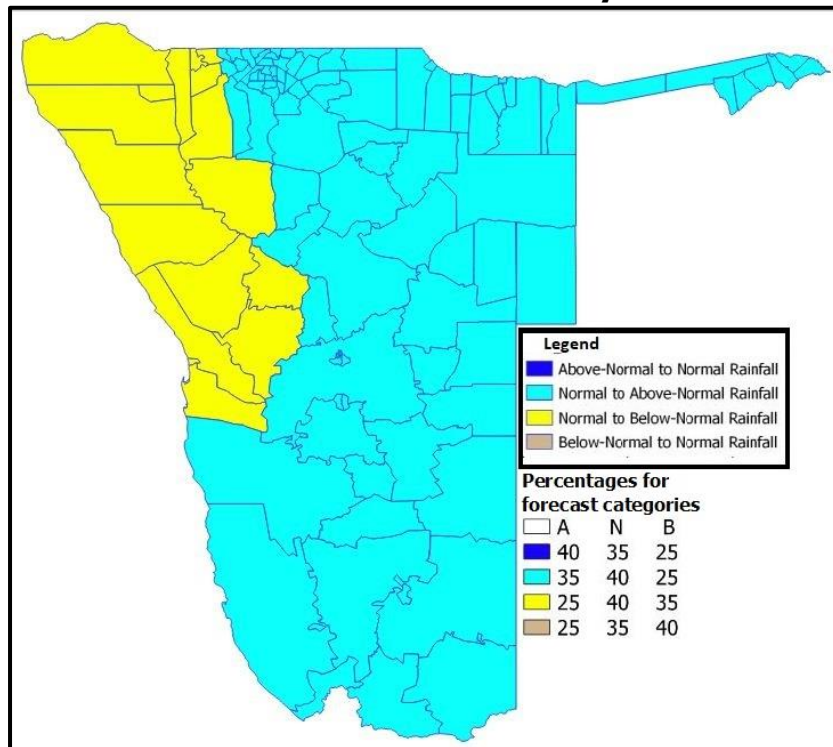 Legend
Above-Normal to Normal Rainfall
Normal to Above-Normal Rainfall
Normal to Below-Normal Rainfall
Below-Normal to Normal Rainfall
Percentages for
forecast categories
A N B
40 35 25
35 40 25
25 40 35
25 35 40